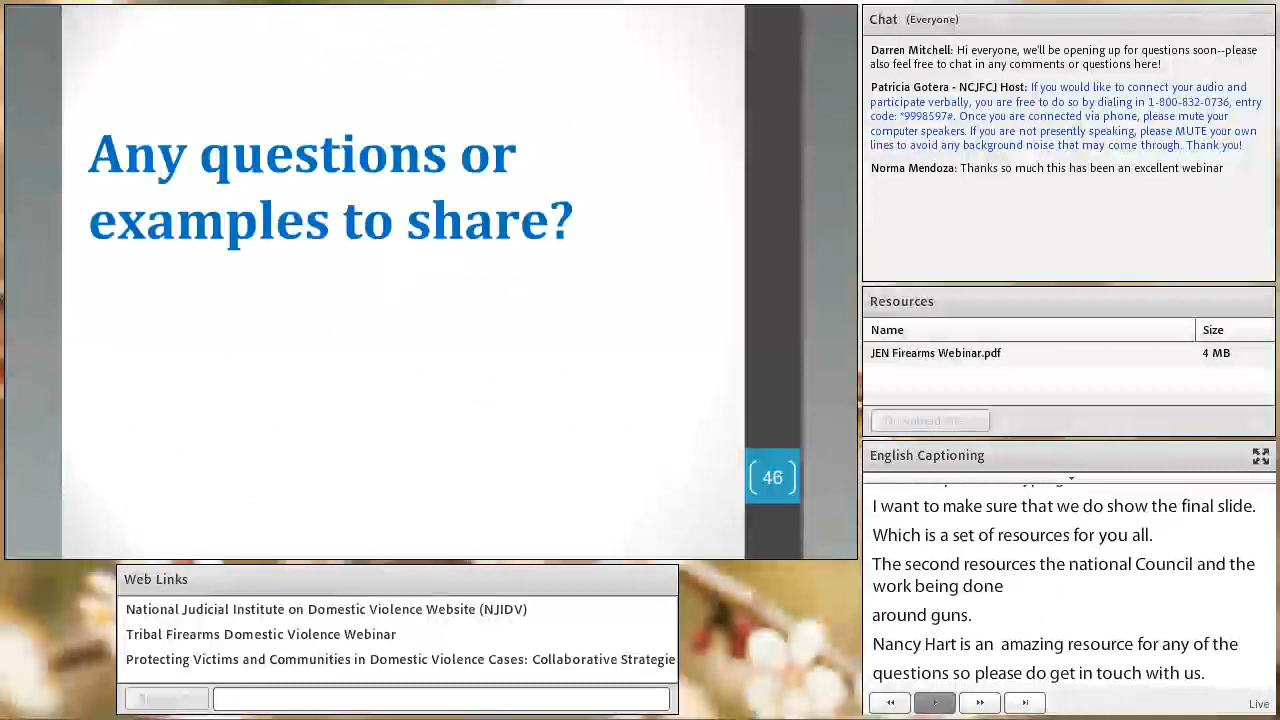 Any questions or
examples to share?
46
Chat (Everyone)
Darren Mitchell: Hi everyone, we'll be opening up for questions soon--please
also feel free to chat in any comments or questions here!
Patricia Gotera - NCJFCJ Host: If you would like to connect your audio and
participate verbally, you are free to do so by dialing in 1-800-832-0736, entry
code: *9998597#. Once you are connected via phone, please mute your
computer speakers. If you are not presently speaking, please MUTE your own
lines to avoid any background noise that may come through. Thank you!
Norma Mendoza: Thanks so much this has been an excellent webinar
Resources
Name Size
JEN Firearms Webinar.pdf 4 MB
English Captioning
I want to make sure that we do show the final slide.
Which is a set of resources for you all.
The second resources the national Council and the
work being done
around guns.
Nancy Hart is an amazing resource for any of the
questions so please do get in touch with us.
Live
Web Links
National Judicial Institute on Domestic Violence Website (NJIDV)
Tribal Firearms Domestic Violence Webinar
Protecting Victims and Communities in Domestic Violence Cases: Collaborative Strategie